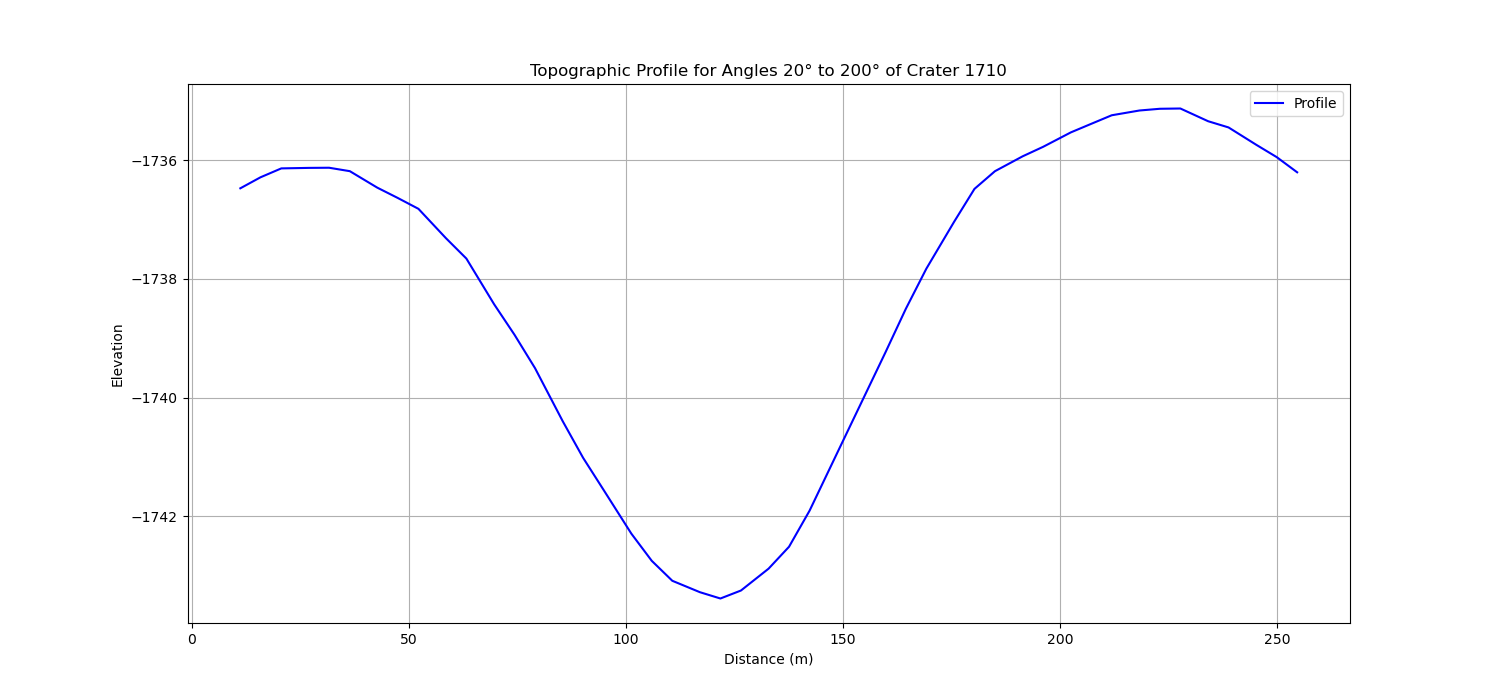 Topographic Profile for Angles 20° to 200° of Crater 1710
Profile
−1736
−1738
−1740
−1742
Elevation
0 50 100 150 200 250
Distance (m)